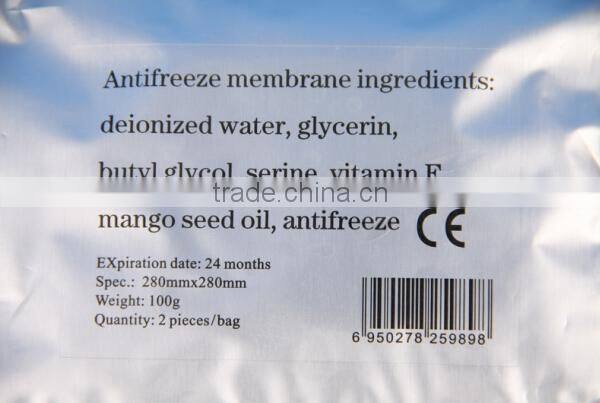 Antifreeze membrane ingredients:
deionized water, glycerin,
butyl glycol, serine, vitamin E
trade.china.cn
mango seed oil, antifreeze CE
EXpiration date: 24 months
Spec.: 280mmx280mm
Weight: 100g
Quantity: 2 pieces/bag
6 950278 259898